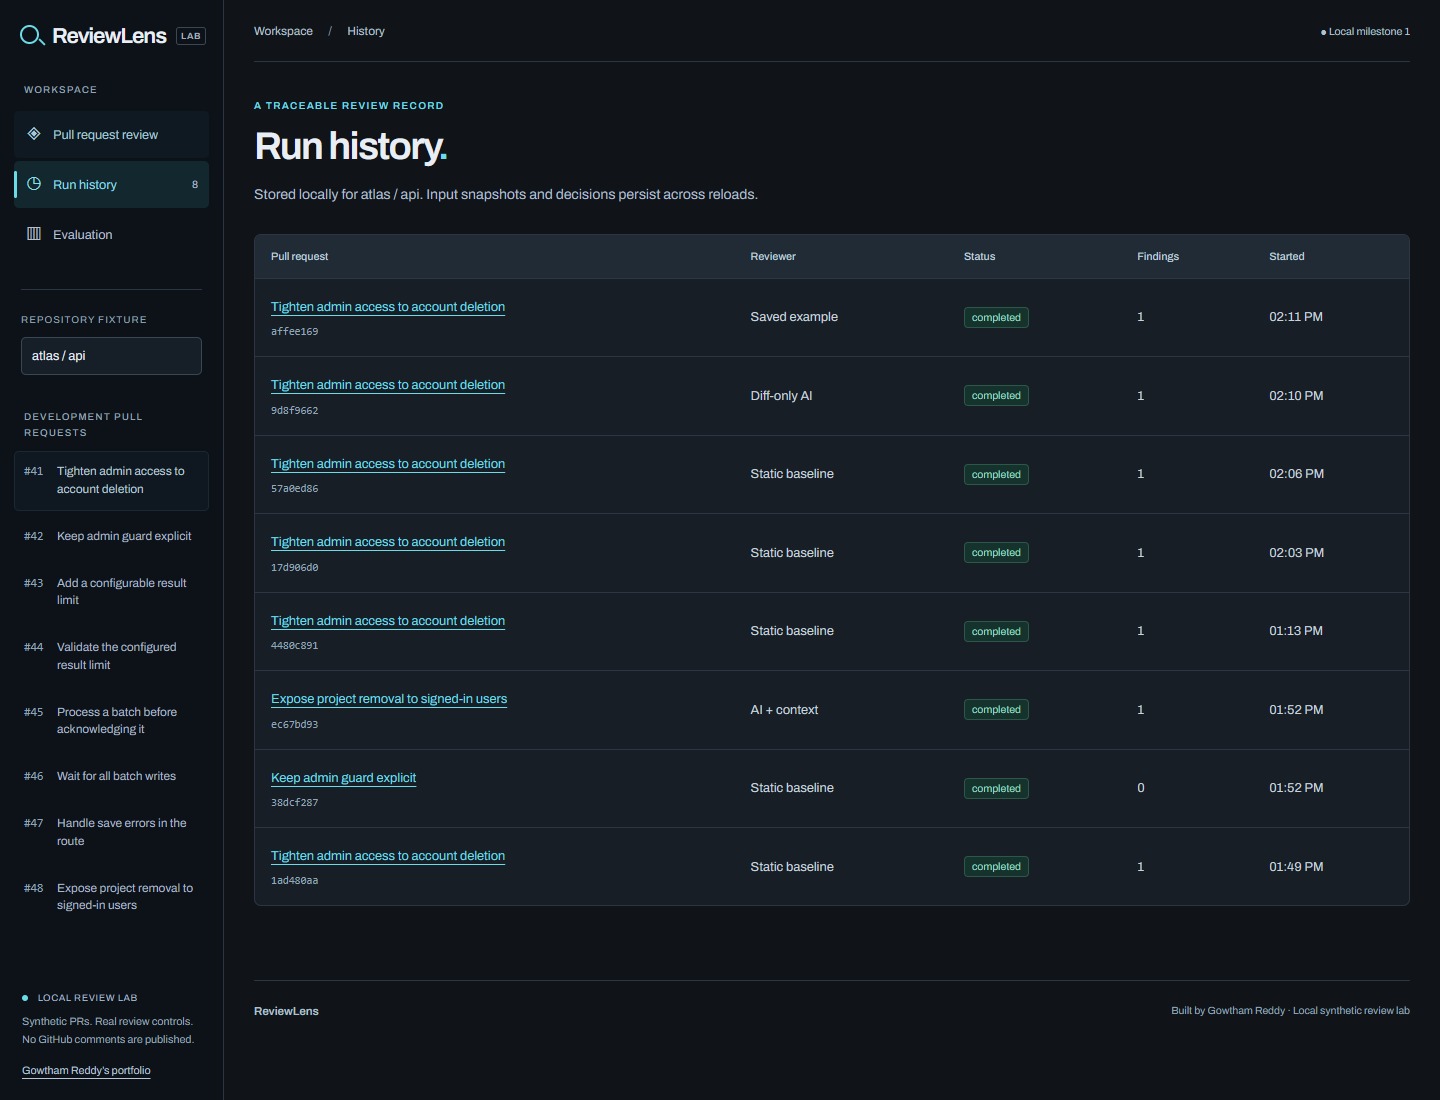 ReviewLens LAB
WORKSPACE
Pull request review
Run history 8
Evaluation
REPOSITORY FIXTURE
atlas / api
DEVELOPMENT PULL
REQUESTS
#41 Tighten admin access to
account deletion
#42 Keep admin guard explicit
#43 Add a configurable result
limit
#44 Validate the configured
result limit
#45 Process a batch before
acknowledging it
#46 Wait for all batch writes
#47 Handle save errors in the
route
#48 Expose project removal to
signed-in users
LOCAL REVIEW LAB
Synthetic PRs. Real review controls.
No GitHub comments are published.
Gowtham Reddy's portfolio
Workspace / History
Local milestone 1
A TRACEABLE REVIEW RECORD
Run history.
Stored locally for atlas / api. Input snapshots and decisions persist across reloads.
Pull request Reviewer Status Findings Started
Tighten admin access to account deletion
affee169
Saved example completed 1 02:11 PM
Tighten admin access to account deletion
9d8f9662
Diff-only AI completed 1 02:10 PM
Tighten admin access to account deletion
57a0ed86
Static baseline completed 1 02:06 PM
Tighten admin access to account deletion
17d906d0
Static baseline completed 1 02:03 PM
Tighten admin access to account deletion
4480c891
Static baseline completed 1 01:13 PM
Expose project removal to signed-in users
ec67bd93
AI + context completed 1 01:52 PM
Keep admin guard explicit
38dcf287
Static baseline completed 0 01:52 PM
Tighten admin access to account deletion
1ad480aa
Static baseline completed 1 01:49 PM
ReviewLens
Built by Gowtham Reddy · Local synthetic review lab